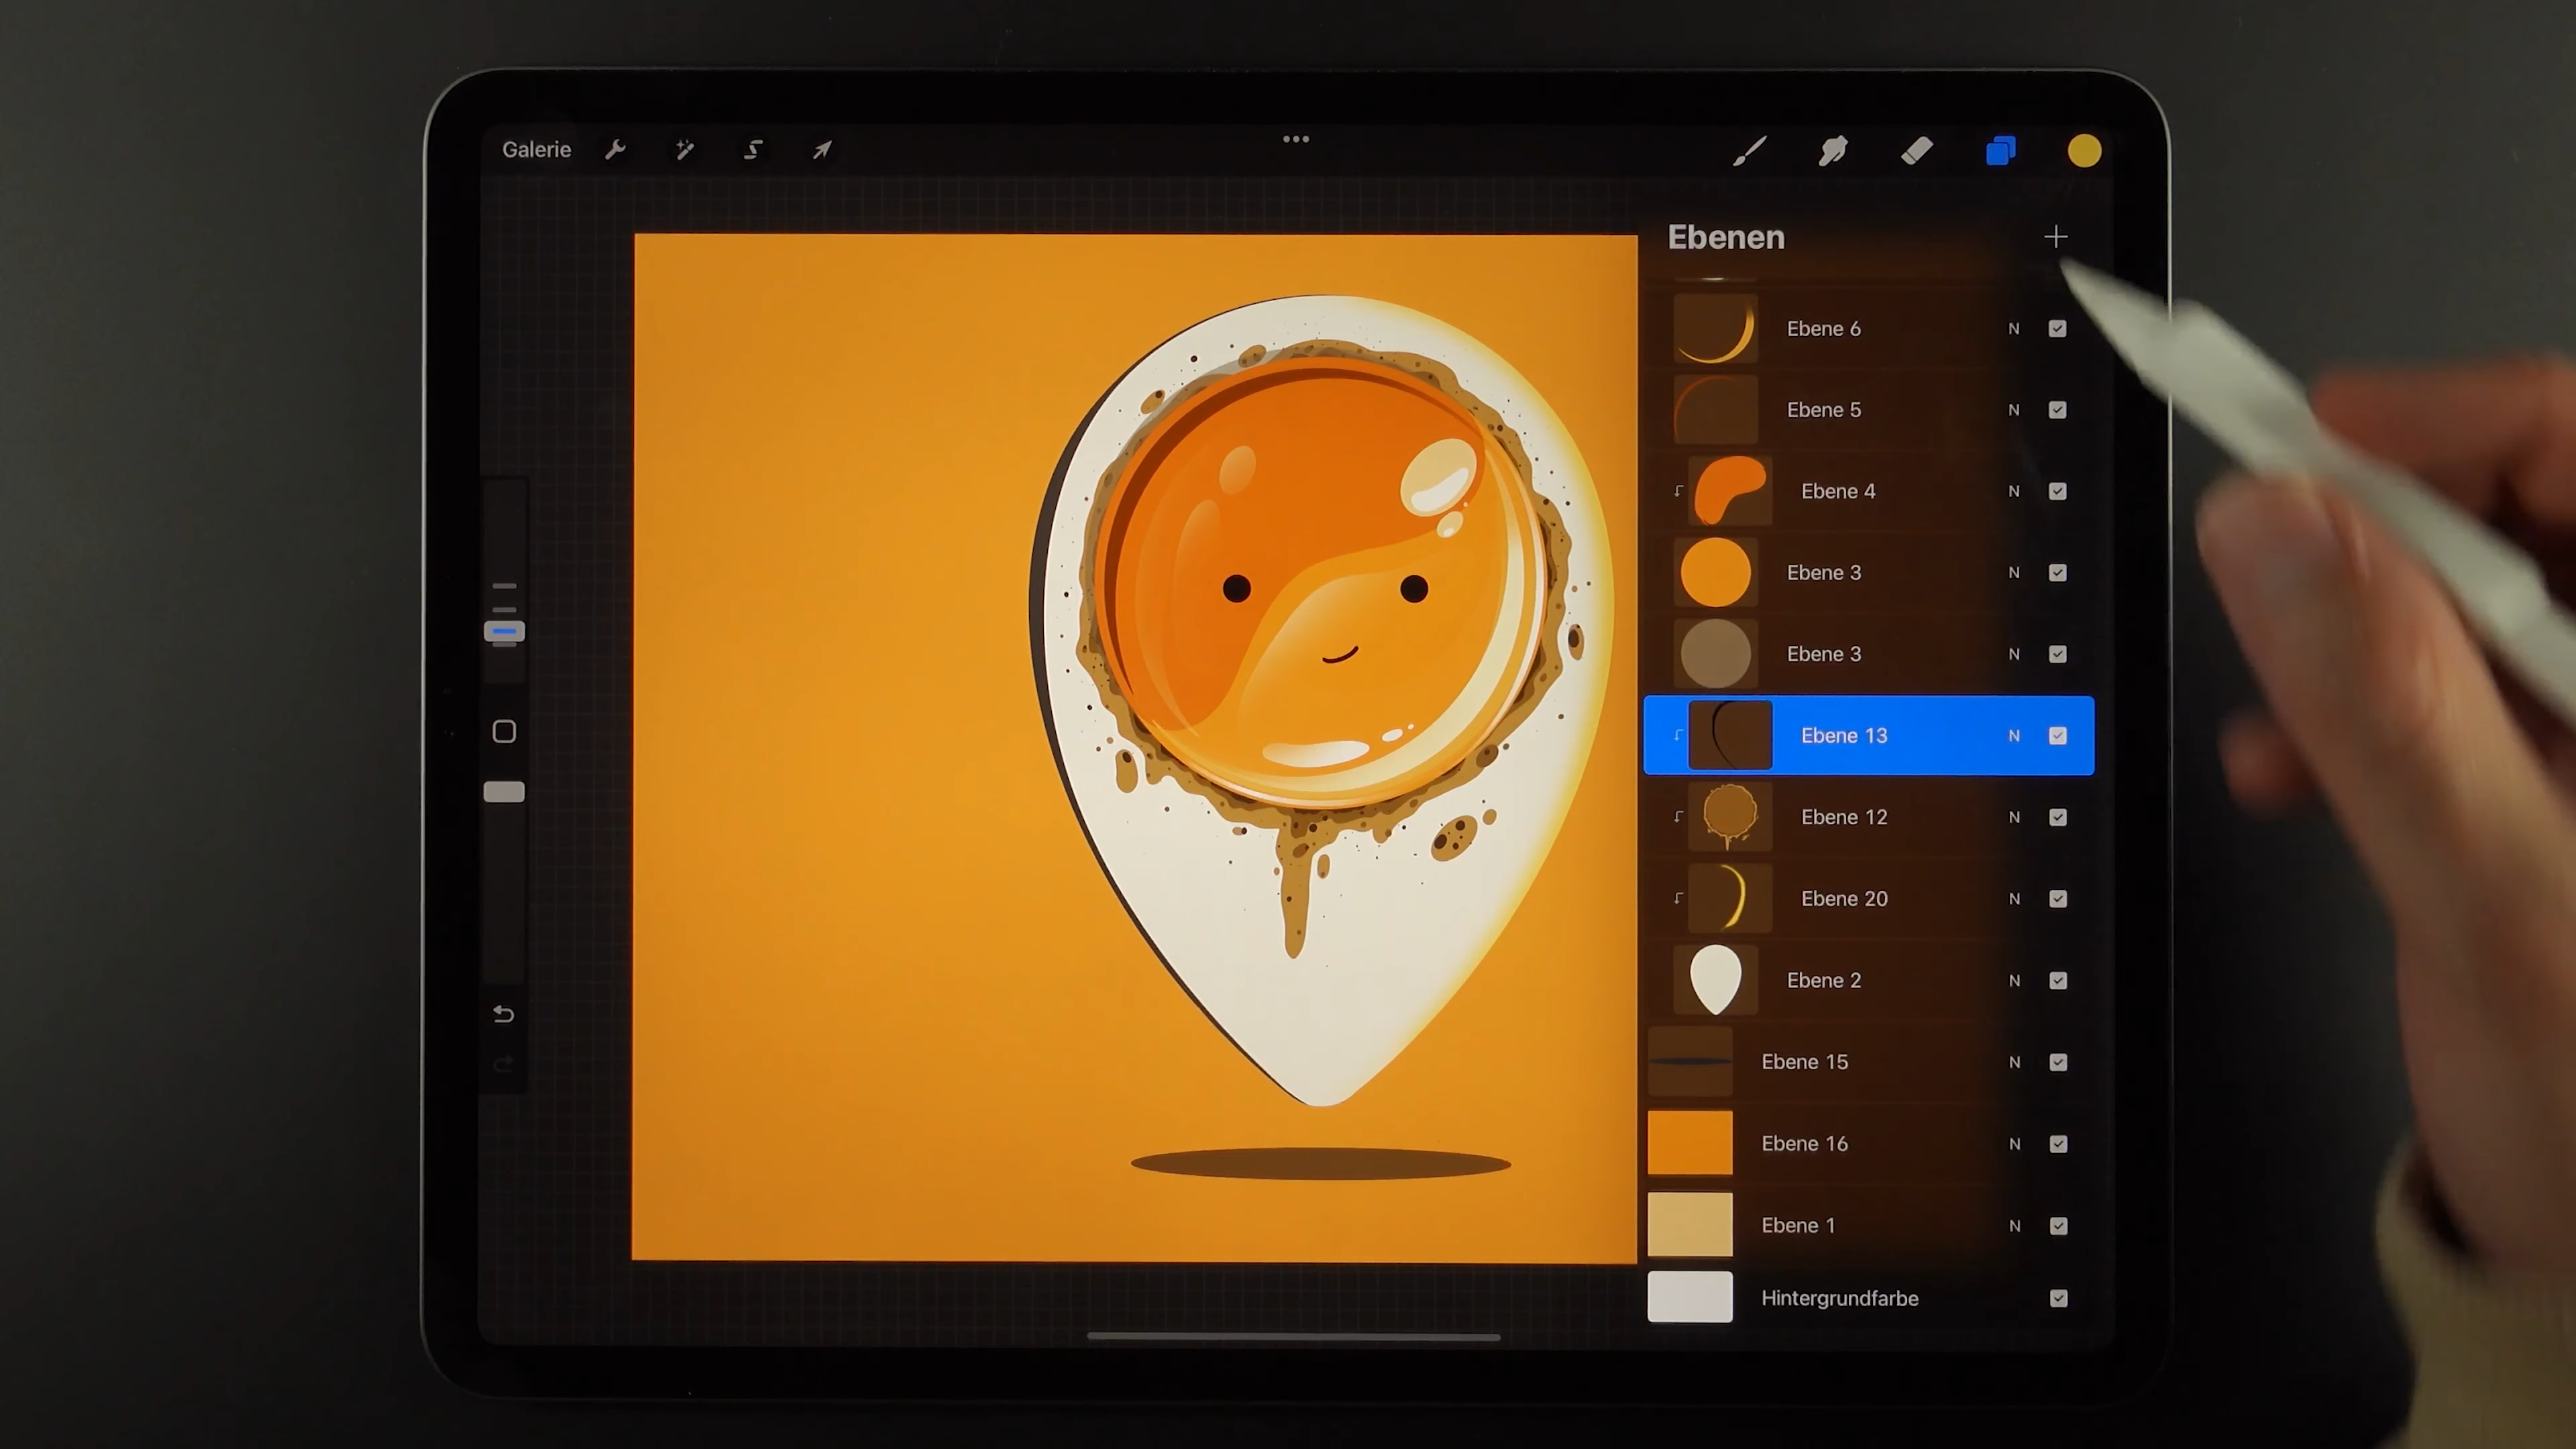 Galerie
Ebenen
Ebene 6 N
Ebene 5 N
Ebene 4 N
Ebene 3 N
Ebene 3 N
Ebene 13 N
Ebene 12 N
Ebene 20 N
Ebene 2 N
Ebene 15 N
Ebene 16 N
Ebene 1 N
Hintergrundfarbe